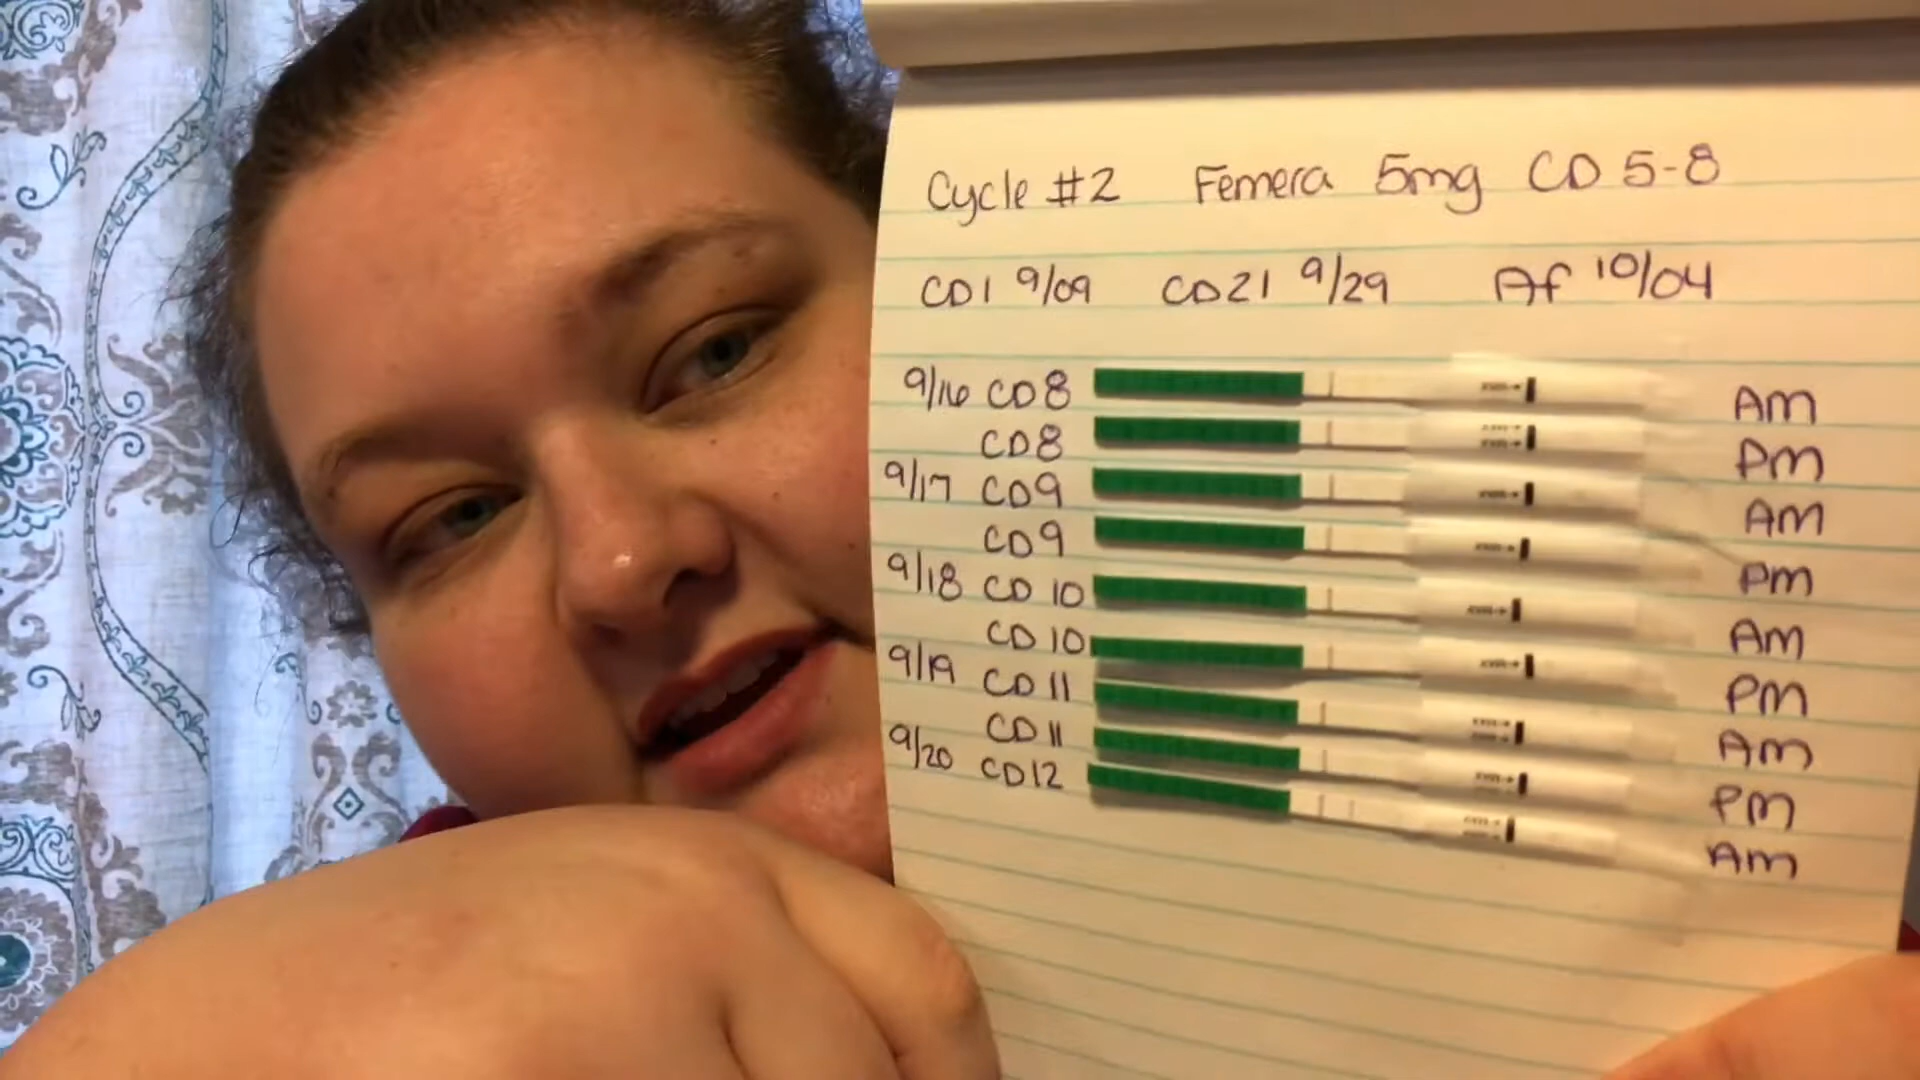 Cycle #2 Femera 5mg CD 5-8
CD1 9/09 CD21 9/29 Af 10/04
9/16 CD8 AM
CD8 PM
9/17 CD9 AM
CD9 PM
9/18 CD 10 AM
CD 10 PM
9/19 CD 11 AM
CD 11 PM
9/20 CD12 AM